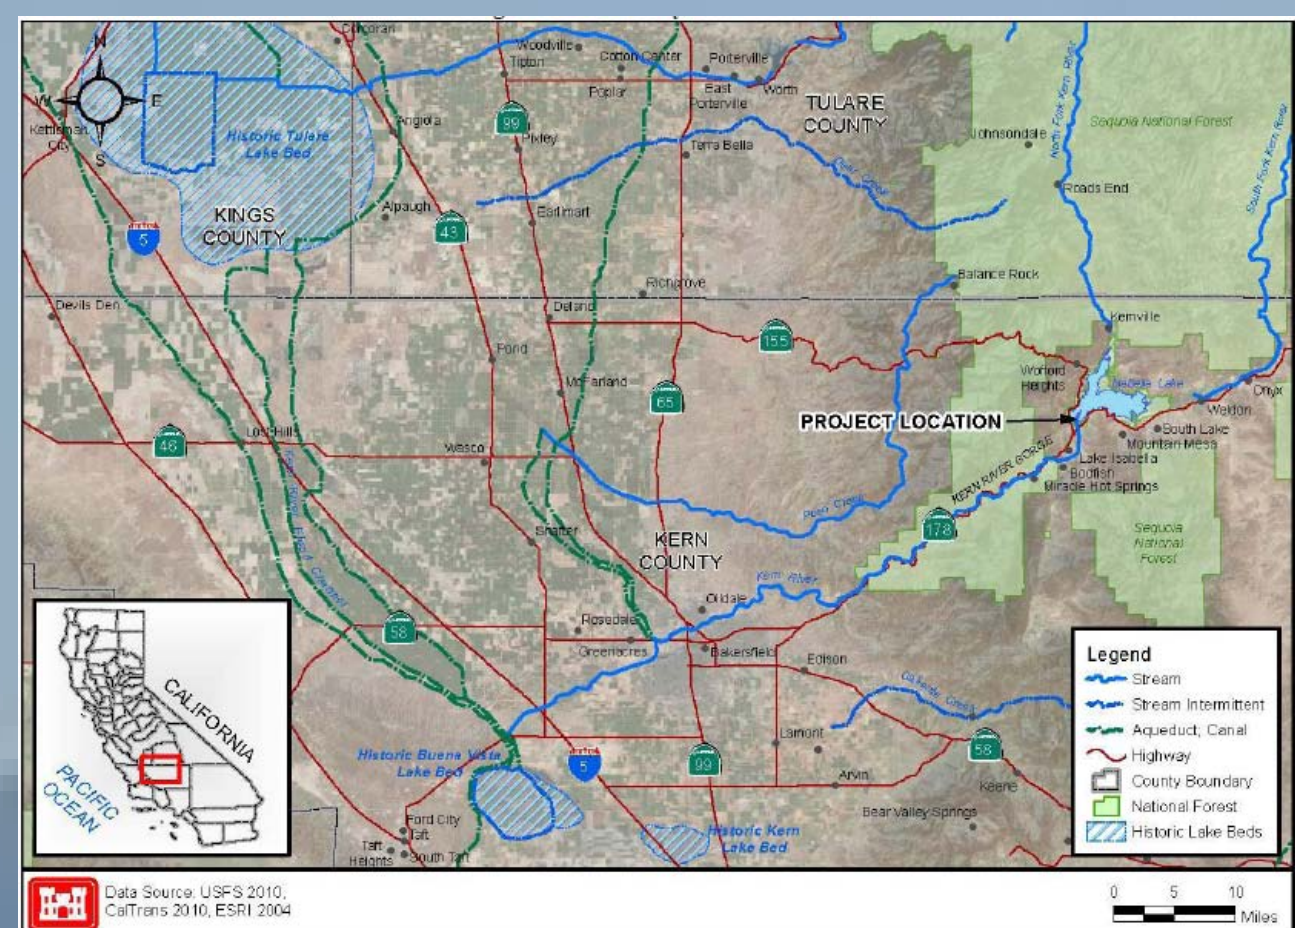 Corcoran
Woodville
Tipton
Cotton Center
Poplar
Porterville
East
Porterville
Worth
TULARE
COUNTY
Johnsondale
North Fork Kern River
Sequoia National Forest
South Fork Kern River
N
W
E
S
Kettleman
City
Historic Tulare
Lake Bed
Angiola
99
Pixley
Terra Bella
Deer Creek
Roads End
KINGS
COUNTY
Alpaugh
43
Earlimart
5
Richgrove
Balance Rock
Devils Den
Delano
Kernville
155
Pond
Wofford
Heights
Isabella Lake
McFarland
65
Onyx
Weldon
PROJECT LOCATION
South Lake
Mountain Mesa
46
Lost Hills
Wasco
KERN RIVER GORGE
Lake Isabella
Bodfish
Miracle Hot Springs
Kern River Flood Channel
Poso Creek
178
Shafter
KERN
COUNTY
Sequoia
National
Forest
Kern River
Oildale
58
Rosedale
Greenacres
Bakersfield
Edison
CALIFORNIA
PACIFIC
OCEAN
Historic Buena Vista
Lake Bed
5
99
Lamont
58
Arvin
Keene
Bear Valley Springs
Ford City
Taft
Taft
Heights
South Taft
Historic Kern
Lake Bed
Legend
Stream
Stream Intermittent
Aqueduct; Canal
Highway
County Boundary
National Forest
Historic Lake Beds
Data Source: USFS 2010,
CalTrans 2010, ESRI 2004
0 5 10
Miles